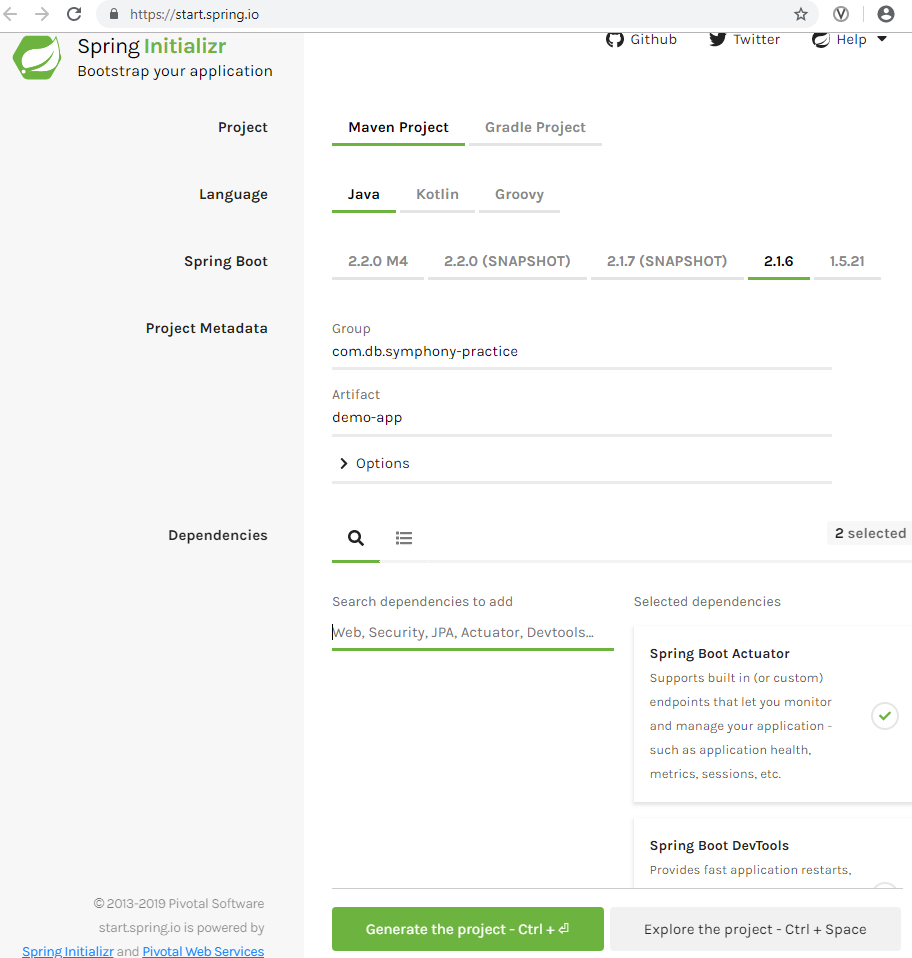 https://start.spring.io
Spring Initializr
Bootstrap your application
Github Twitter Help
Project
Maven Project Gradle Project
Language
Java Kotlin Groovy
Spring Boot
2.2.0 M4 2.2.0 (SNAPSHOT) 2.1.7 (SNAPSHOT) 2.1.6 1.5.21
Project Metadata
Group
com.db.symphony-practice
Artifact
demo-app
Options
Dependencies
2 selected
Search dependencies to add
Web, Security, JPA, Actuator, Devtools...
Selected dependencies
Spring Boot Actuator
Supports built in (or custom)
endpoints that let you monitor
and manage your application -
such as application health,
metrics, sessions, etc.
Spring Boot DevTools
Provides fast application restarts,
© 2013-2019 Pivotal Software
start.spring.io is powered by
Spring Initializr and Pivotal Web Services
Generate the project - Ctrl + ⏎
Explore the project - Ctrl + Space